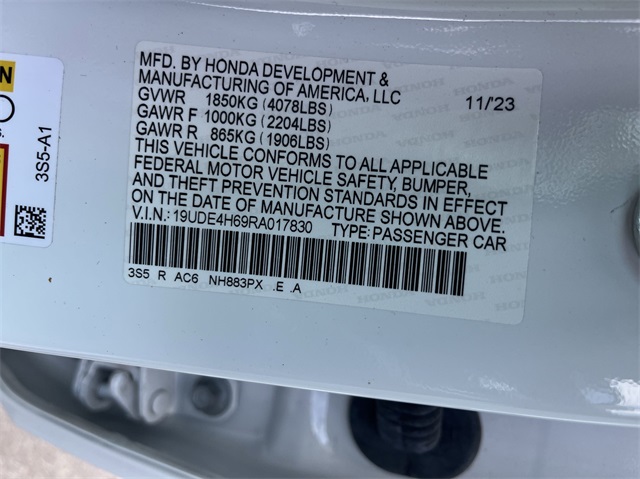 MFD. BY HONDA DEVELOPMENT &
MANUFACTURING OF AMERICA, LLC
GVWR 1850KG (4078LBS) 11/23
GAWR F 1000KG (2204LBS)
GAWR R 865KG (1906LBS)
THIS VEHICLE CONFORMS TO ALL APPLICABLE
FEDERAL MOTOR VEHICLE SAFETY, BUMPER,
AND THEFT PREVENTION STANDARDS IN EFFECT
ON THE DATE OF MANUFACTURE SHOWN ABOVE.
V.I.N.: 19UDE4H69RA017830 TYPE: PASSENGER CAR
3S5 R AC6 NH883PX .E .A
3S5-A1
HONDA